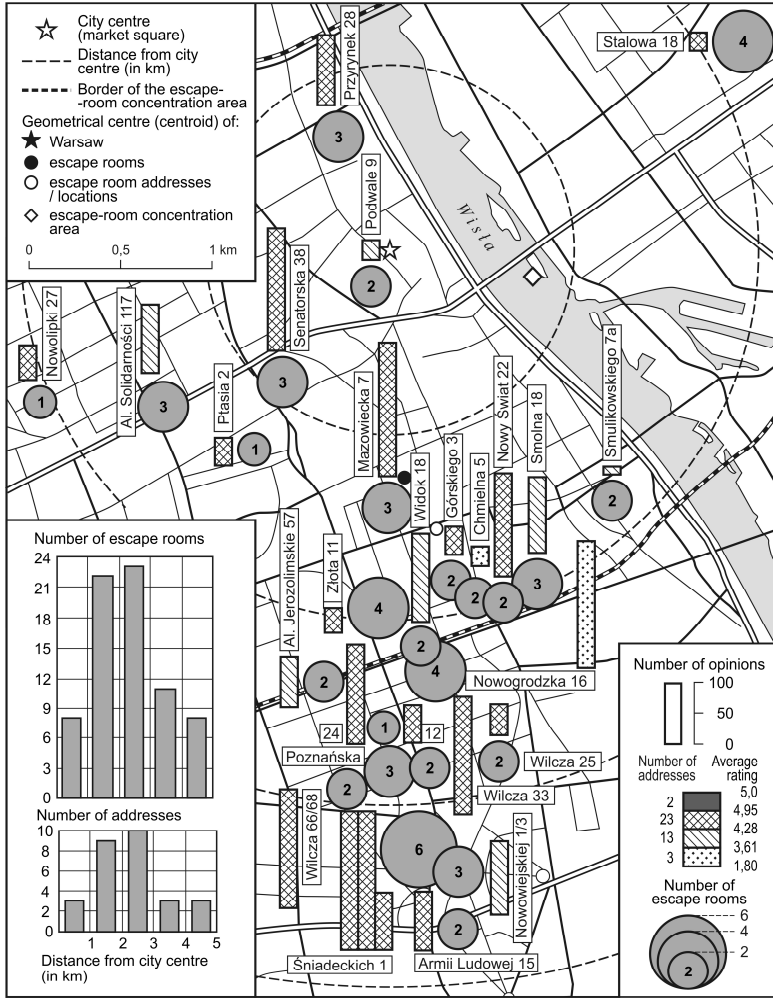 City centre
(market square)
Distance from city
centre (in km)
Border of the escape-
-room concentration area
Geometrical centre (centroid) of:
Warsaw
escape rooms
escape room addresses
/ locations
escape-room concentration
area
0 0,5 1 km
Przyrynek 28
3
Stalowa 18
4
Podwale 9
2
Wisła
Senatorska 38
3
Nowolipki 27
1
Al. Solidarności 117
3
Ptasia 2
1
Mazowiecka 7
3
Widok 18
Górskiego 3
2
Chmielna 5
2
Nowy Świat 22
2
Smolna 18
3
Smulikowskiego 7a
2
Al. Jerozolimskie 57
2
Złota 11
4
2
4
Nowogrodzka 16
24
1
12
Poznańska
3
2
2
2
Wilcza 25
Wilcza 33
Wilcza 66/68
6
3
Nowowiejskiej 1/3
2
Śniadeckich 1
Armii Ludowej 15
Number of escape rooms
24
21
18
15
12
9
6
3
0
Number of addresses
10
8
6
4
2
0
1 2 3 4 5
Distance from city centre
(in km)
Number of opinions
100
50
0
Number of
addresses
Average
rating
5,0
2
4,95
23
4,28
13
3,61
3
1,80
Number of
escape rooms
6
4
2
2